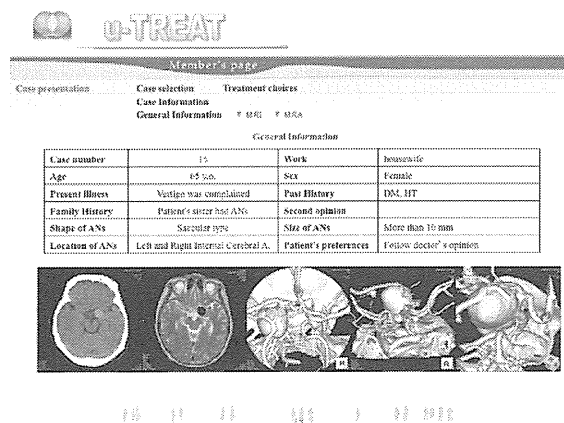 u-TREAT
Member's page
Case presentation Case selection Treatment choices
Case Information
General Information MRI MRA
General Information
Case number 15 Work housewife
Age 65 y.o. Sex Female
Present Illness Vertigo was complained Past History DM, HT
Family History Patient's sister had ANs Second opinion
Shape of ANs Saccular type Size of ANs More than 10 mm
Location of ANs Left and Right Internal Cerebral A. Patient's preferences Follow doctor's opinion